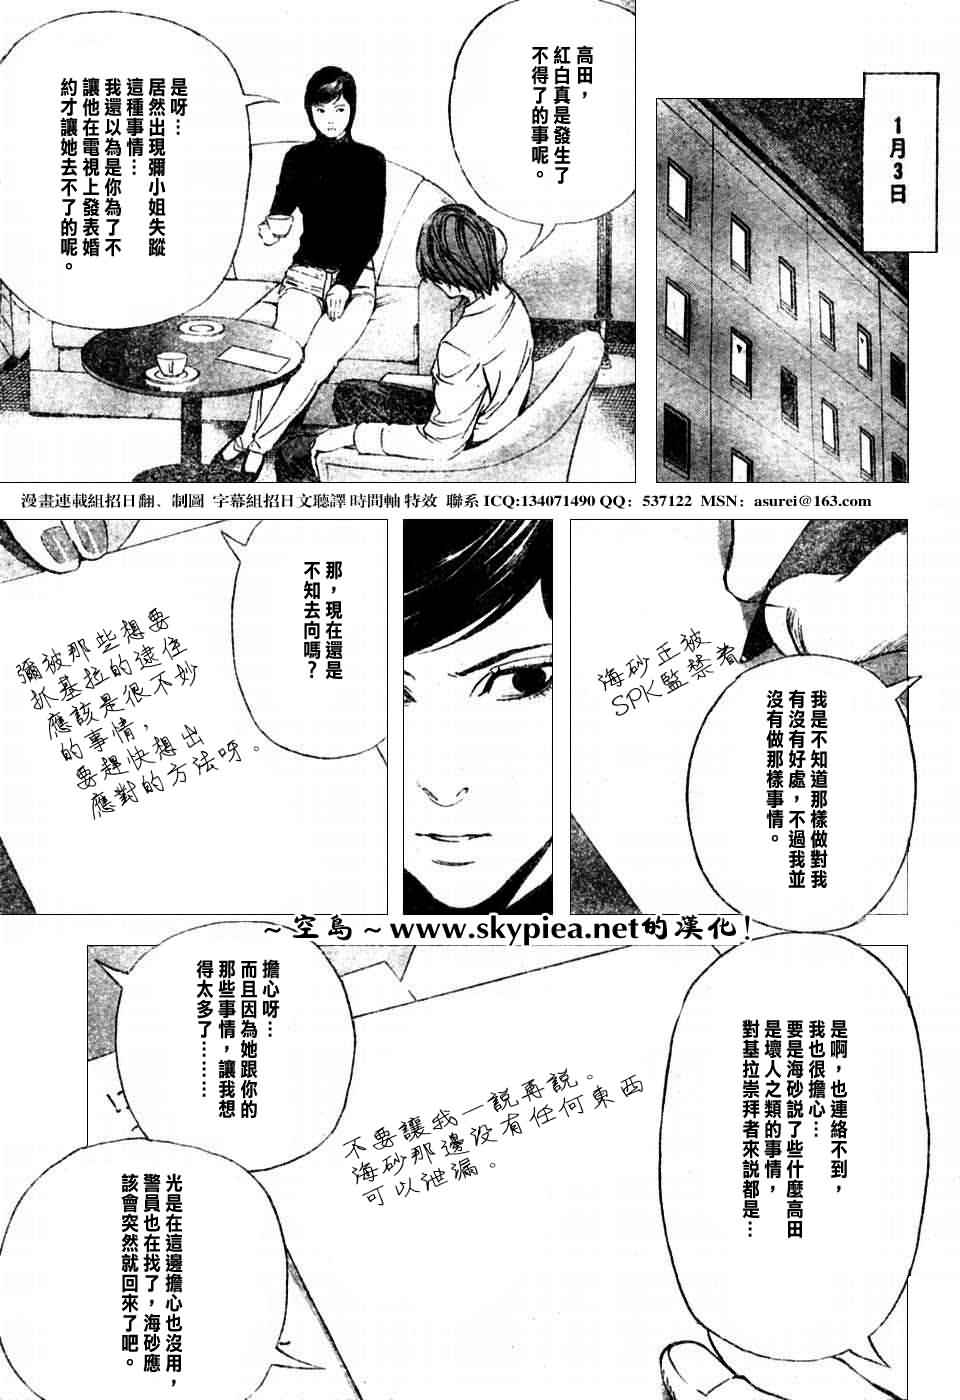 1月3日
高田，
紅白真是發生了
不得了的事呢。
是呀…
居然出現彌小姐失蹤
這種事情…
我還以為是你為了不
讓他在電視上發表婚
約才讓她去不了的呢。
漫畫連載組招日翻、制圖 字幕組招日文聽譯 時間軸 特效 聯系 ICQ:134071490 QQ：537122 MSN：asurei@163.com
海砂正被
SPK監禁着
我是不知道那樣做對我
有沒有好處，不過我並
沒有做那樣事情。
那，現在還是
不知去向嗎？
彌被那些想要
抓基拉的逮住
應該是很不妙
的事情，
要趕快想出
應對的方法呀。
～空島～www.skypiea.net的漢化！
是啊，也連絡不到，
我也很擔心…
要是海砂説了些什麼高田
是壞人之類的事情，
對基拉崇拜者來説都是…
不要讓我一説再説。
海砂那邊没有任何東西
可以泄漏。
擔心呀…
而且因為她跟你的
那些事情，讓我想
得太多了………
!?
光是在這邊擔心也沒用，
警員也在找了，海砂應
該會突然就回來了吧。